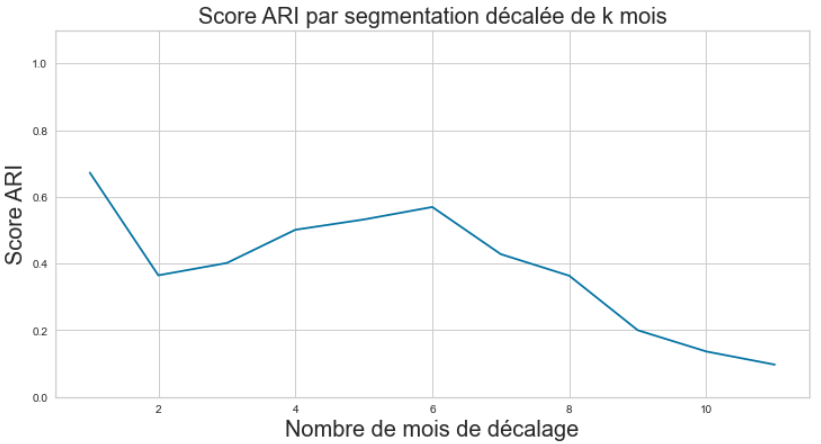 Score ARI par segmentation décalée de k mois
1.0
0.8
0.6
0.4
0.2
0.0
Score ARI
2 4 6 8 10
Nombre de mois de décalage